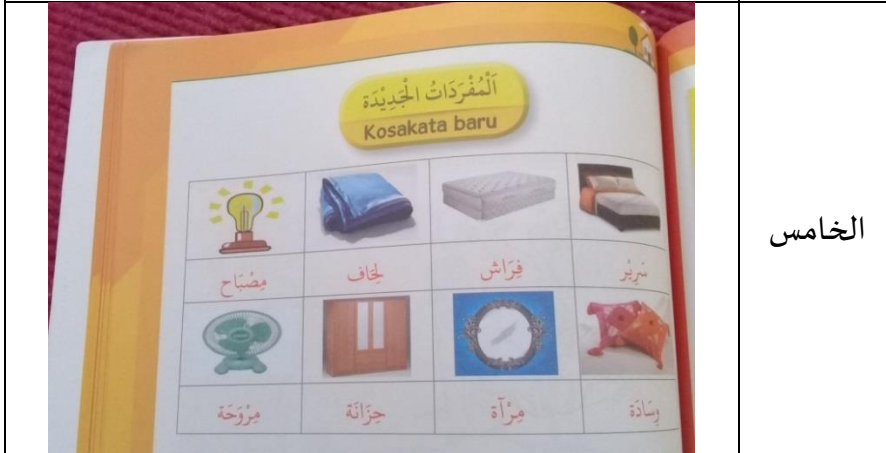 اَلْمُفْرَدَاتُ الْجَدِيْدَة
Kosakata baru
سَرِيْر فِرَاش لِحَاف مِصْبَاح
وِسَادَة مِرْآة خِزَانَة مِرْوَحَة
الخامس